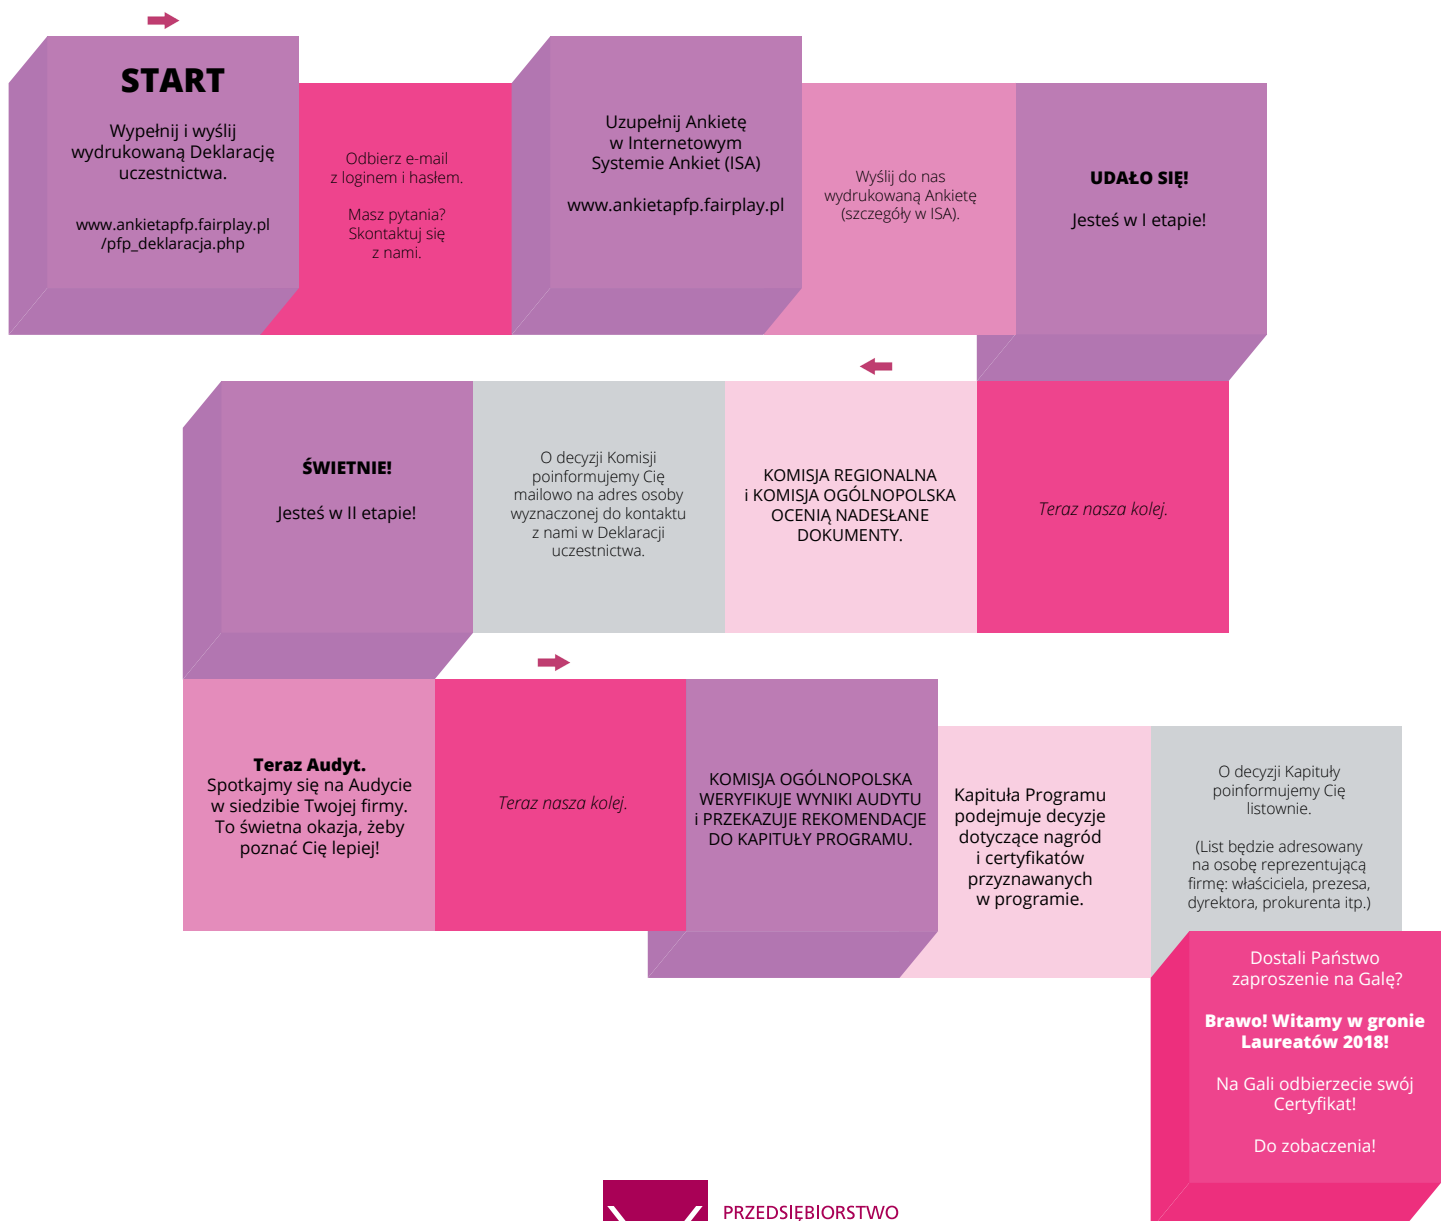 START
Wypełnij i wyślij
wydrukowaną Deklarację
uczestnictwa.
www.ankietapfp.fairplay.pl
/pfp_deklaracja.php
Odbierz e-mail
z loginem i hasłem.
Masz pytania?
Skontaktuj się
z nami.
Uzupełnij Ankietę
w Internetowym
Systemie Ankiet (ISA)
www.ankietapfp.fairplay.pl
Wyślij do nas
wydrukowaną Ankietę
(szczegóły w ISA).
UDAŁO SIĘ!
Jesteś w I etapie!
Teraz nasza kolej.
KOMISJA REGIONALNA
i KOMISJA OGÓLNOPOLSKA
OCENIĄ NADESŁANE
DOKUMENTY.
O decyzji Komisji
poinformujemy Cię
mailowo na adres osoby
wyznaczonej do kontaktu
z nami w Deklaracji
uczestnictwa.
ŚWIETNIE!
Jesteś w II etapie!
Teraz Audyt.
Spotkajmy się na Audycie
w siedzibie Twojej firmy.
To świetna okazja, żeby
poznać Cię lepiej!
Teraz nasza kolej.
KOMISJA OGÓLNOPOLSKA
WERYFIKUJE WYNIKI AUDYTU
i PRZEKAZUJE REKOMENDACJE
DO KAPITUŁY PROGRAMU.
Kapituła Programu
podejmuje decyzje
dotyczące nagród
i certyfikatów
przyznawanych
w programie.
O decyzji Kapituły
poinformujemy Cię
listownie.
(List będzie adresowany
na osobę reprezentującą
firmę: właściciela, prezesa,
dyrektora, prokurenta itp.)
Dostali Państwo
zaproszenie na Galę?
Brawo! Witamy w gronie
Laureatów 2018!
Na Gali odbierzecie swój
Certyfikat!
Do zobaczenia!
PRZEDSIĘBIORSTWO